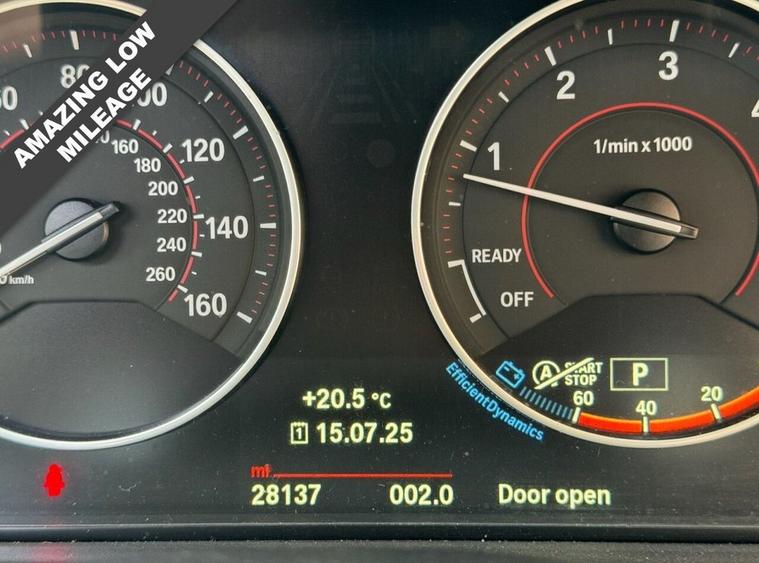 AMAZING LOW
MILEAGE
80
120
140
160
160
180
200
220
240
260
km/h
1
2
3
4
1/min x 1000
READY
OFF
A
START
STOP
P
60
40
20
EfficientDynamics
+20.5 °C
1 15.07.25
mi
28137
002.0
Door open